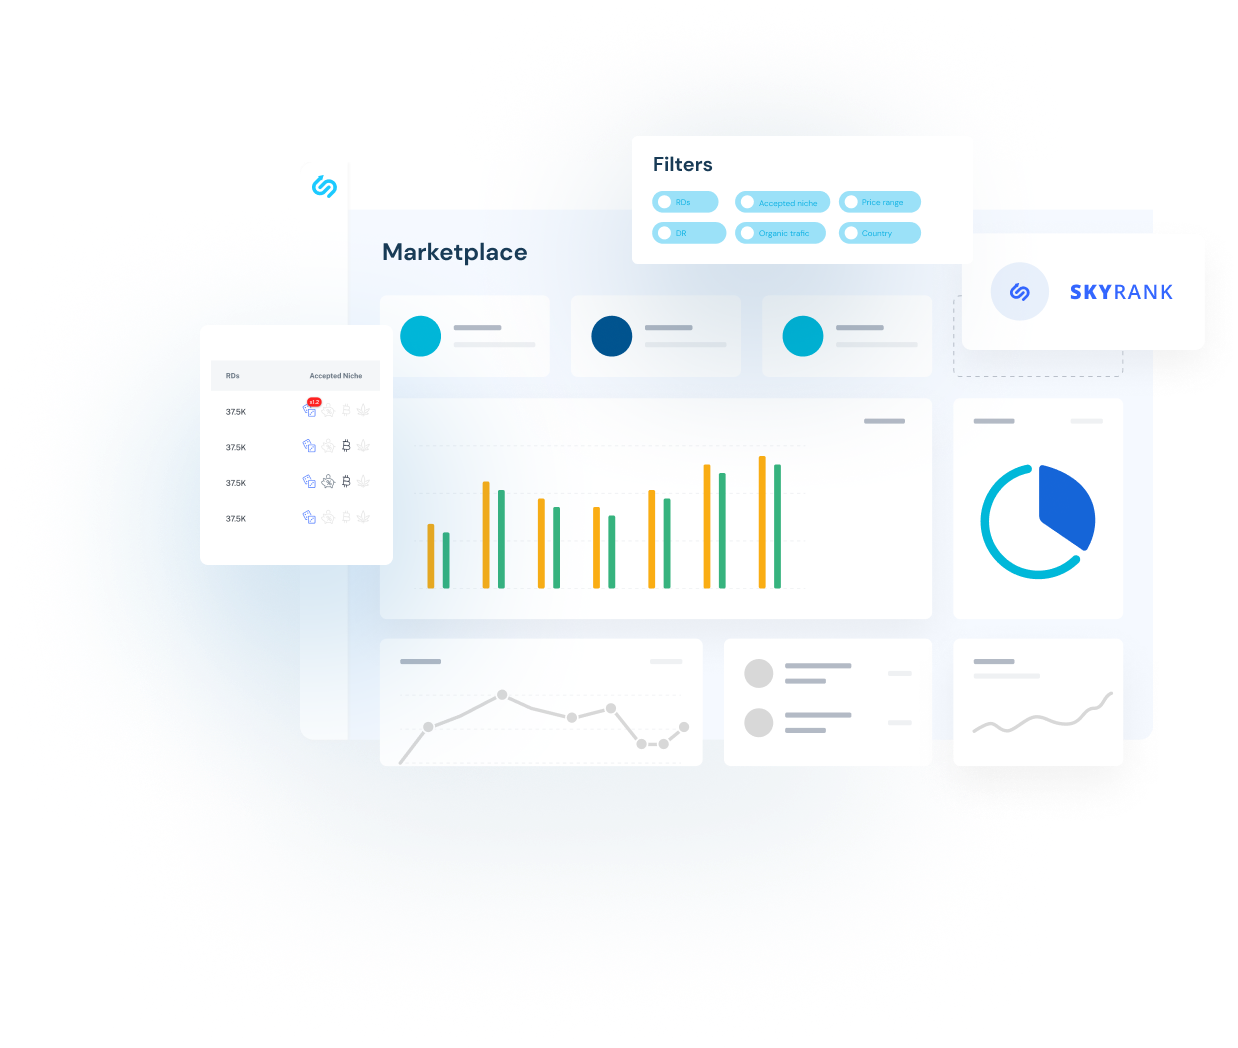 Filters
RDs Accepted niche Price range
DR Organic trafic Country
Marketplace
SKYRANK
RDs Accepted Niche
x1.2
37.5K
37.5K
37.5K
37.5K